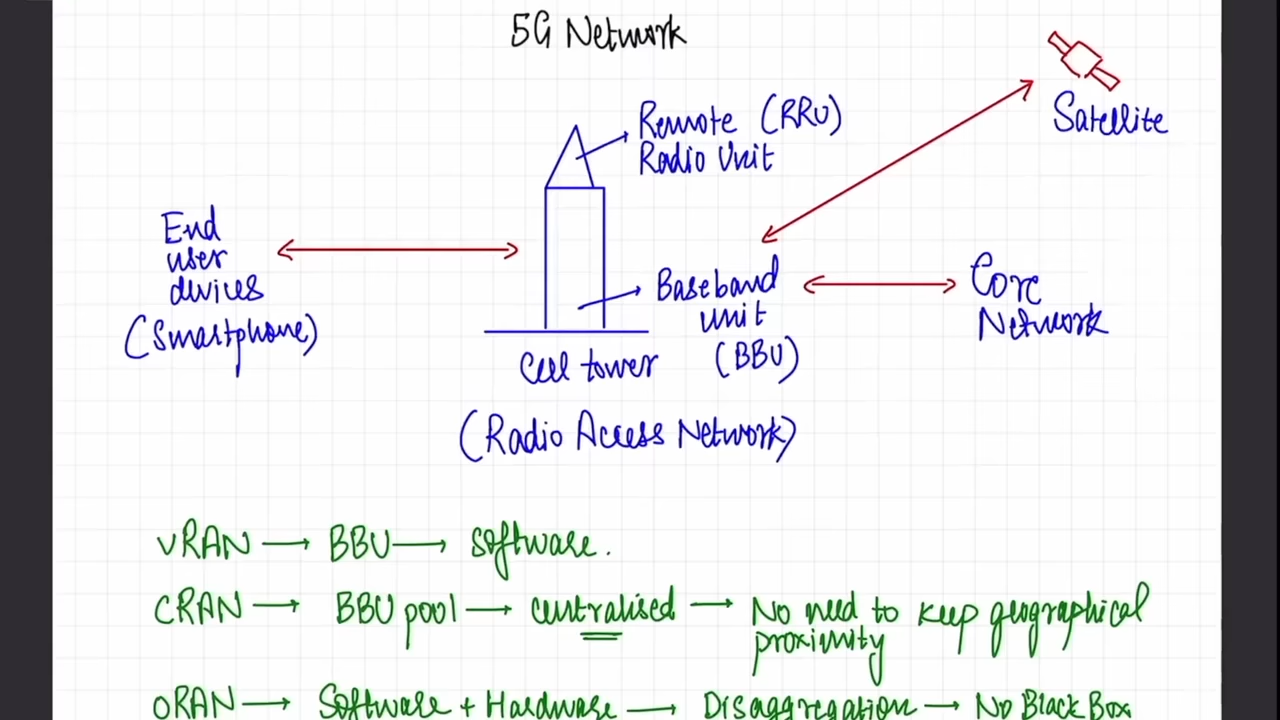 5G Network
Remote (RRU)
Radio Unit
Satellite
End
user
devices
(Smartphone)
Baseband
unit
(BBU)
Core
Network
Cell tower
(Radio Access Network)
vRAN → BBU → Software.
CRAN → BBU pool → centralised → No need to keep geographical
proximity
ORAN → Software + Hardware → Disaggregation → No Black Box